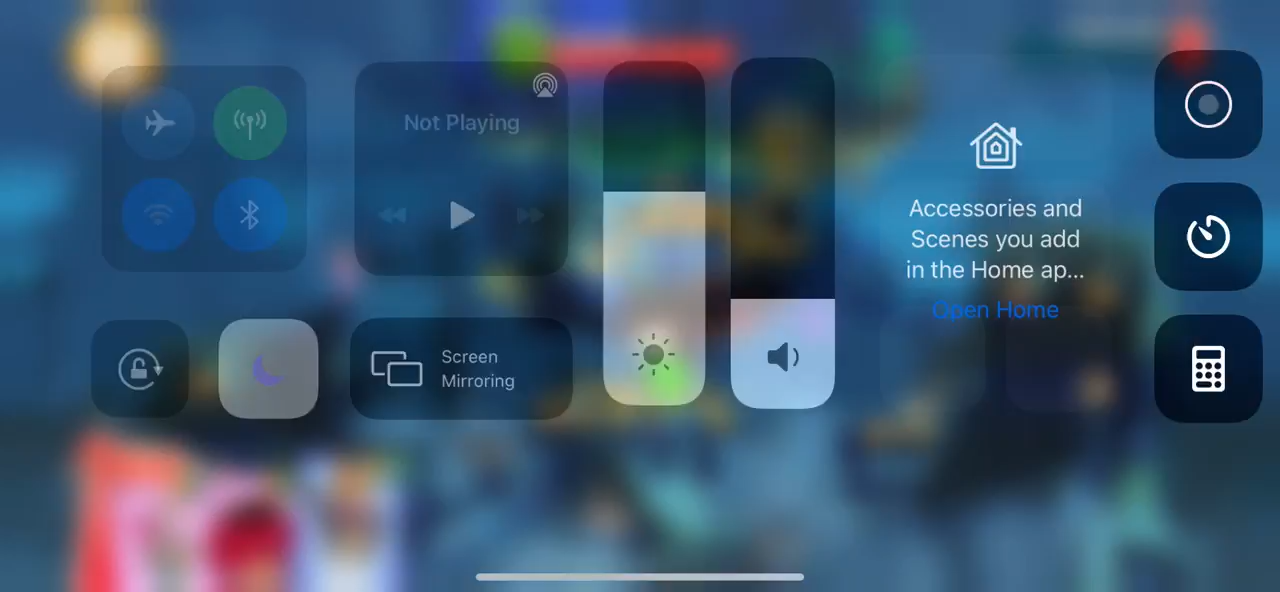 Not Playing
Screen
Mirroring
Accessories and
Scenes you add
in the Home ap...
Open Home